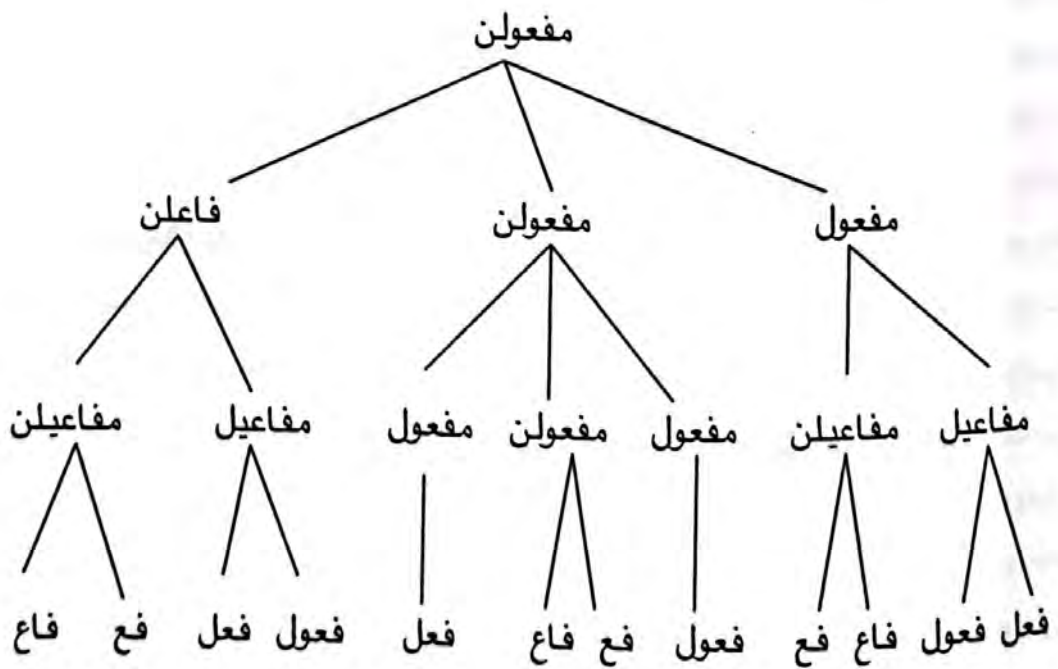 مفعولن
مفعول مفعولن فاعلن
مفاعيل مفاعيلن مفعول مفعولن مفعول مفاعيل مفاعيلن
فعل فعول فاع فع فعول فع فاع فعل فعول فعل فع فاع